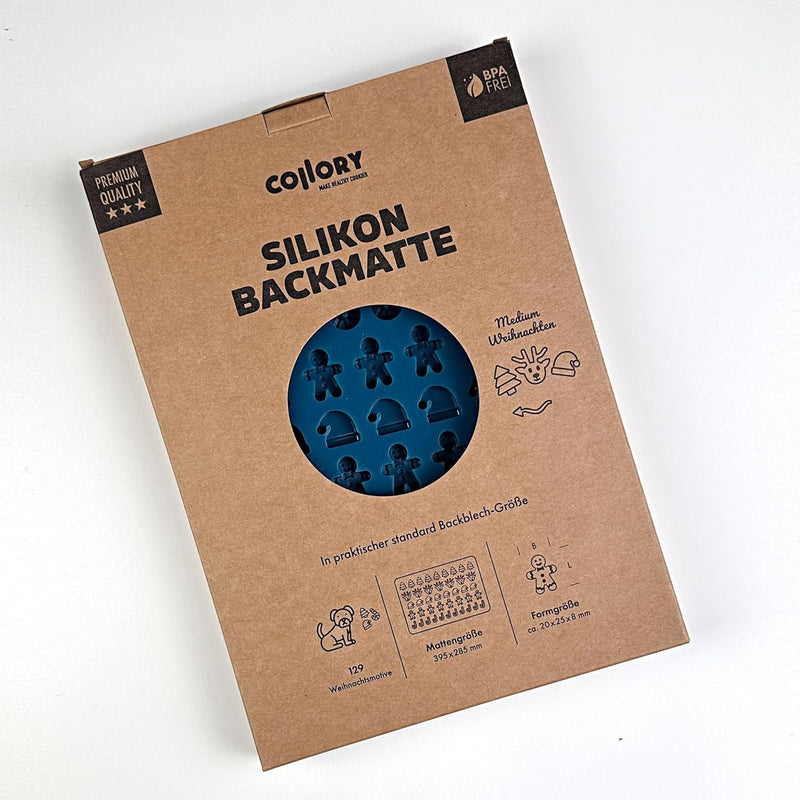 PREMIUM
QUALITY
BPA
FREI
COllORY
MAKE HEALTHY COOKIES
SILIKON
BACKMATTE
Medium
Weihnachten
In praktischer standard Backblech-Größe
129
Weihnachtsmotive
Mattengröße
395 x 285 mm
B
L
Formgröße
ca. 20 x 25 x 8 mm